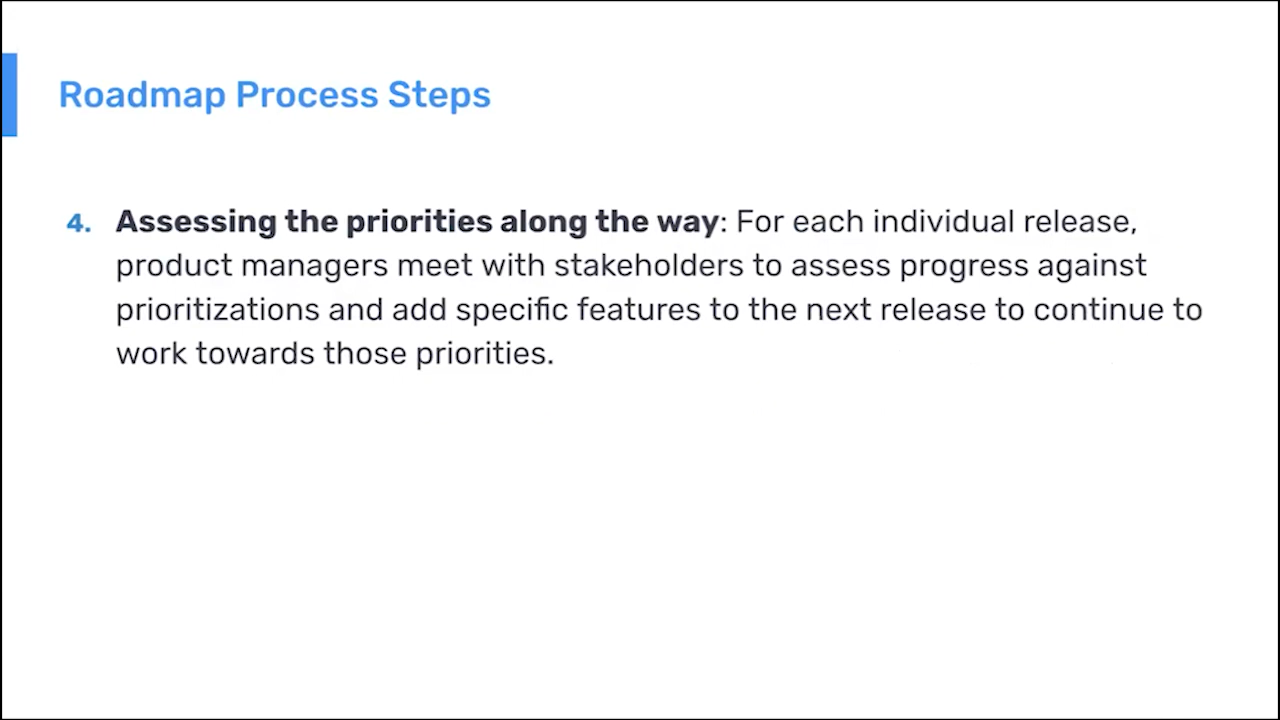 Roadmap Process Steps
4. Assessing the priorities along the way: For each individual release,
product managers meet with stakeholders to assess progress against
prioritizations and add specific features to the next release to continue to
work towards those priorities.